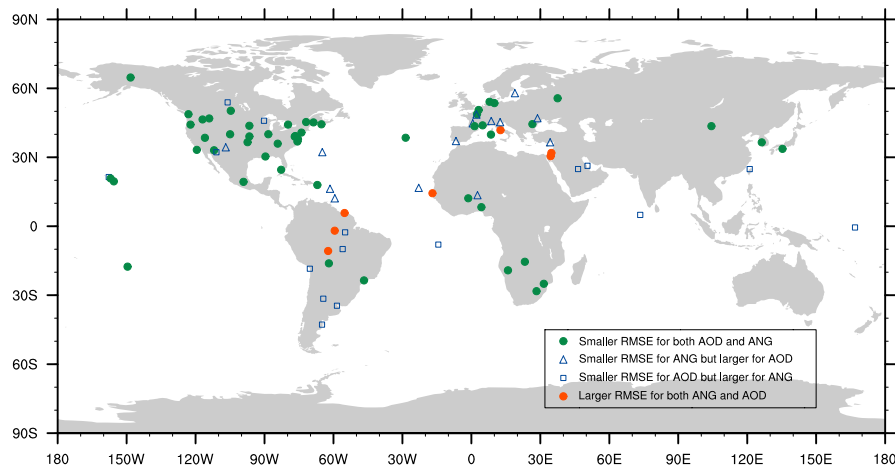 90N
60N
30N
0
30S
60S
90S
Smaller RMSE for both AOD and ANG
Smaller RMSE for ANG but larger for AOD
Smaller RMSE for AOD but larger for ANG
Larger RMSE for both ANG and AOD
180 150W 120W 90W 60W 30W 0 30E 60E 90E 120E 150E 180